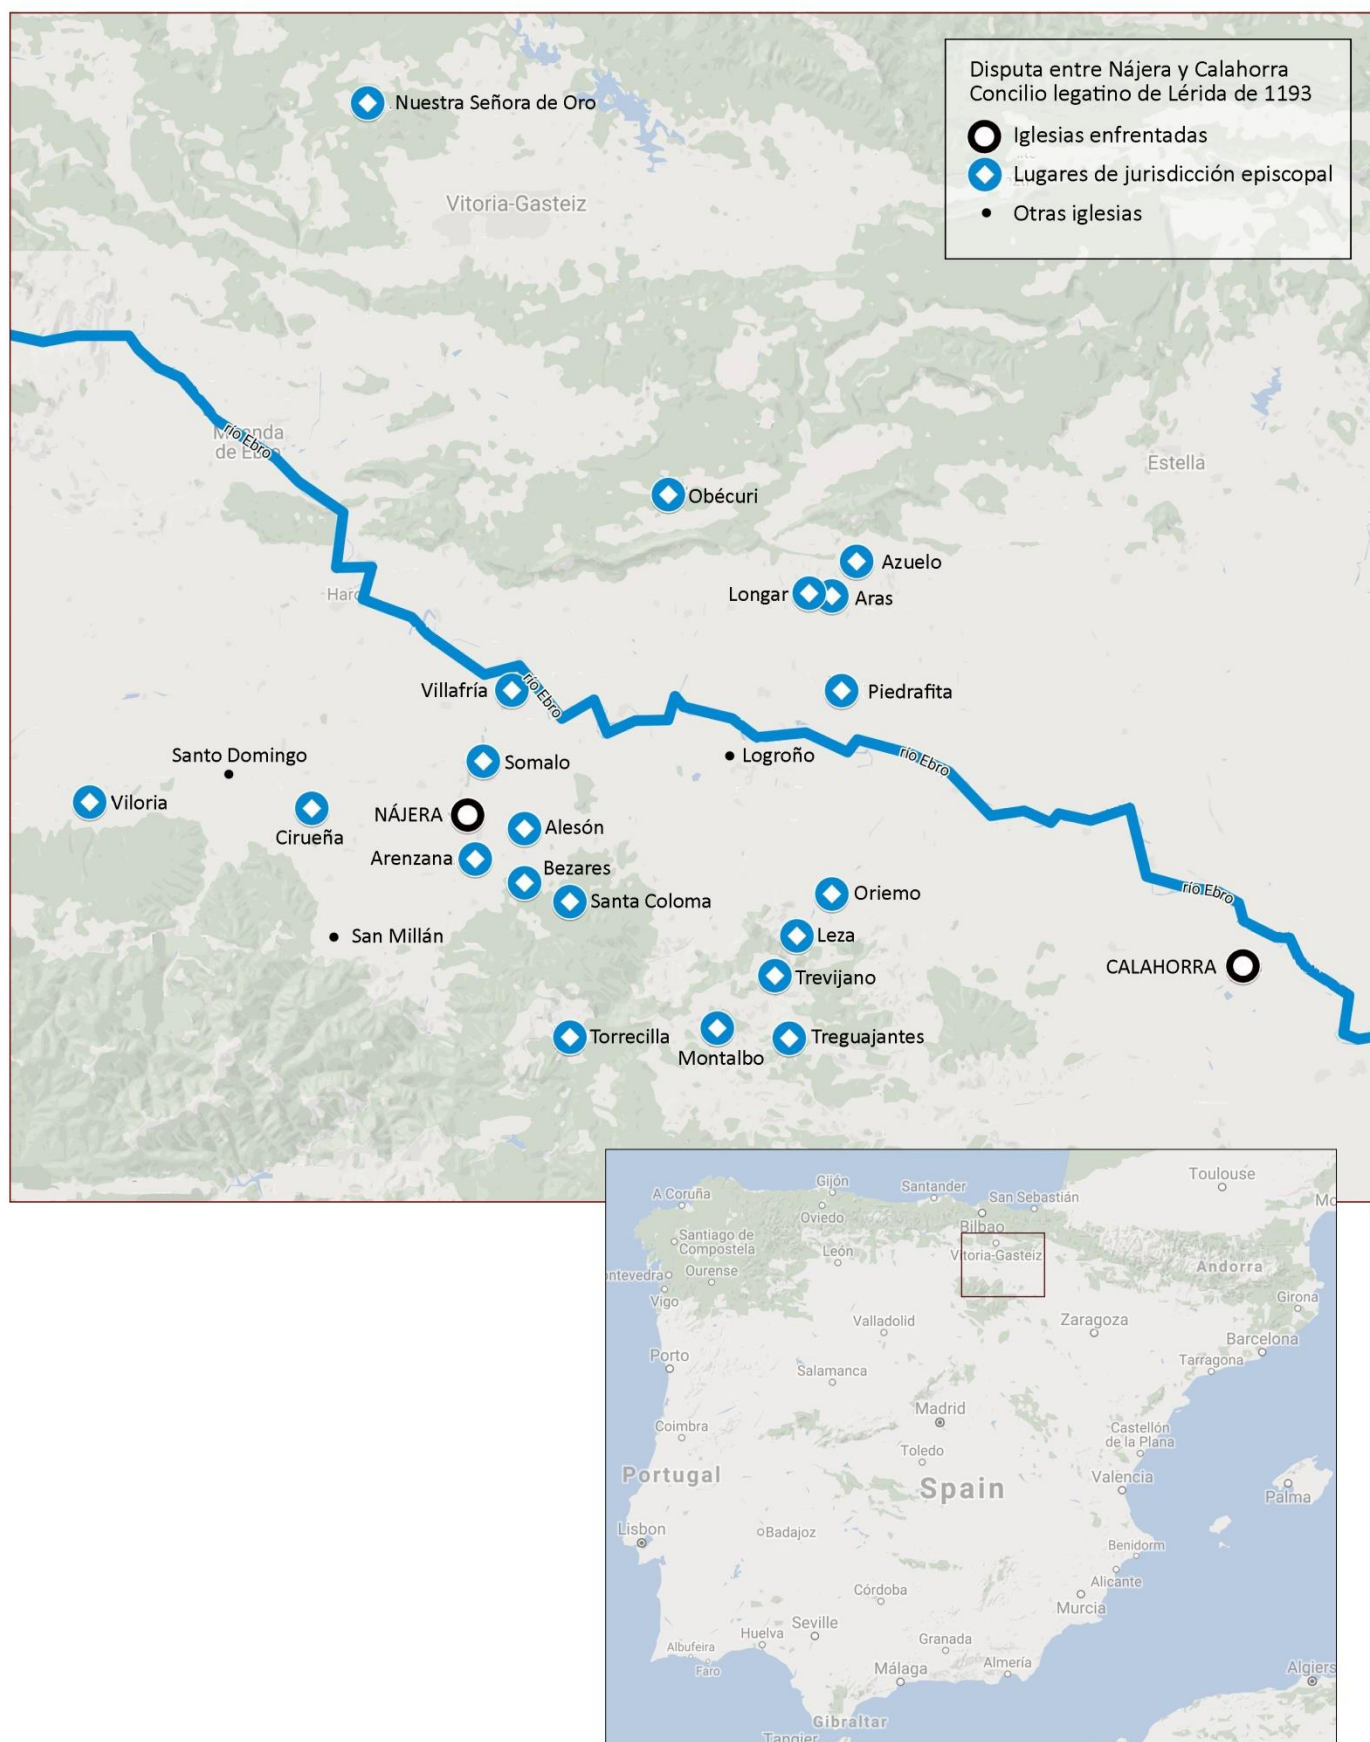 Disputa entre Nájera y Calahorra
Concilio legatino de Lérida de 1193
Iglesias enfrentadas
Lugares de jurisdicción episcopal
Otras iglesias
Nuestra Señora de Oro
Vitoria-Gasteiz
río Ebro
de
Estella
Obécuri
Azuelo
Longar
Aras
Villafría
río Ebro
Piedrafita
Santo Domingo
Somalo
Logroño
río Ebro
Viloria
Cirueña
NÁJERA
Alesón
Arenzana
Bezares
Santa Coloma
Oriemo
río Ebro
San Millán
Leza
CALAHORRA
Trevijano
Torrecilla
Montalbo
Treguajantes
Toulouse
Gijón
Santander
San Sebastián
A Coruña
Oviedo
Bilbao
Santiago de
Compostela
León
Vitoria-Gasteiz
Andorra
Ourense
Vigo
Girona
Valladolid
Zaragoza
Barcelona
Porto
Tarragona
Salamanca
Madrid
Coimbra
Castellón
de la Plana
Toledo
Portugal
Spain
Valencia
Palma
Lisbon
Badajoz
Benidorm
Alicante
Córdoba
Murcia
Seville
Huelva
Granada
Albufeira
Faro
Málaga
Almería
Algiers
Gibraltar
Tangier